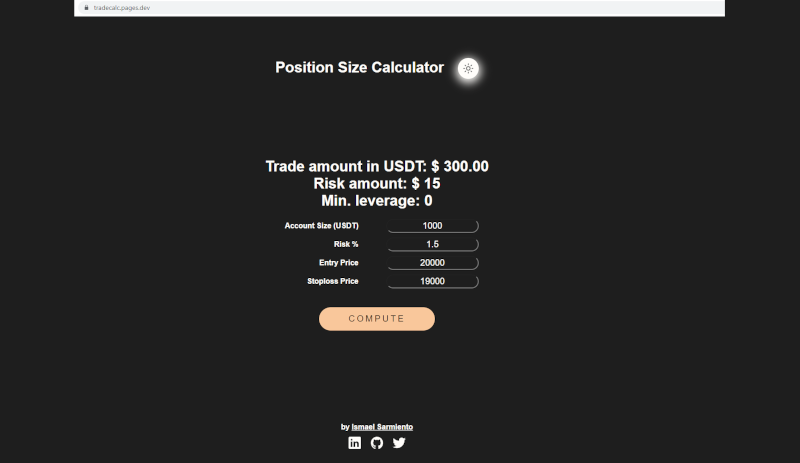 tradecalc.pages.dev
Position Size Calculator
Trade amount in USDT: $ 300.00
Risk amount: $ 15
Min. leverage: 0
Account Size (USDT) 1000
Risk % 1.5
Entry Price 20000
Stoploss Price 19000
COMPUTE
by Ismael Sarmiento
in